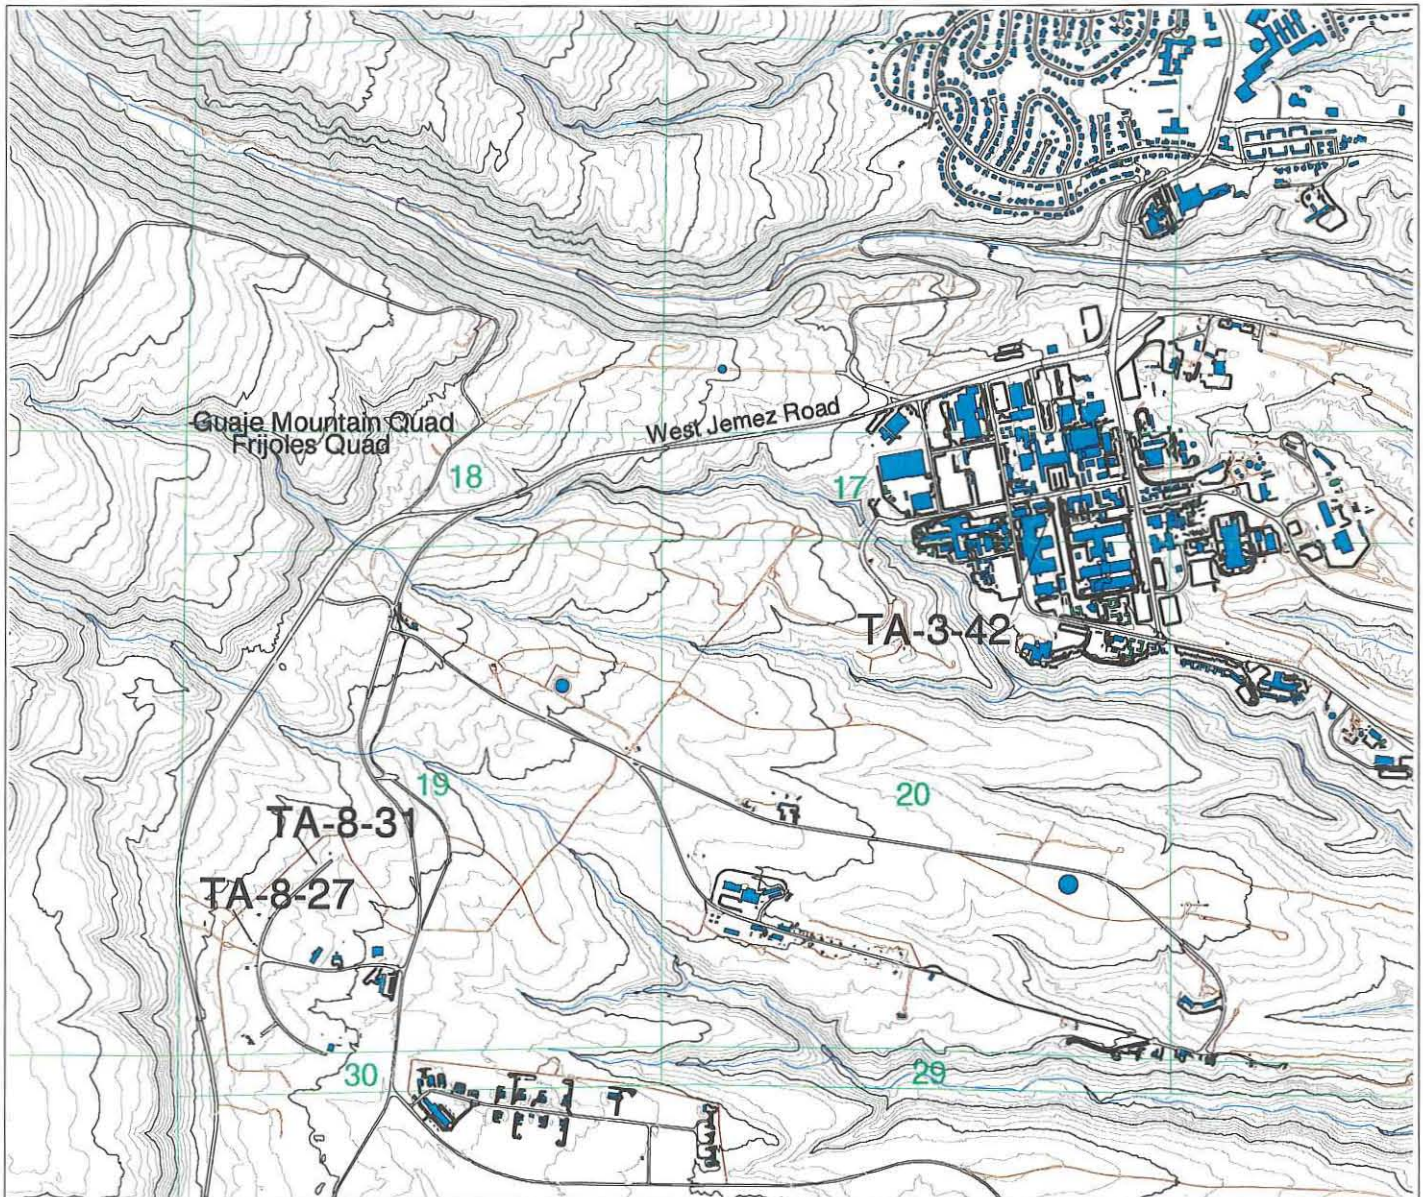 West Jemez Road
Guaje Mountain Quad
Frijoles Quad
18
17
TA-3-42
19
20
TA-8-31
TA-8-27
30
29